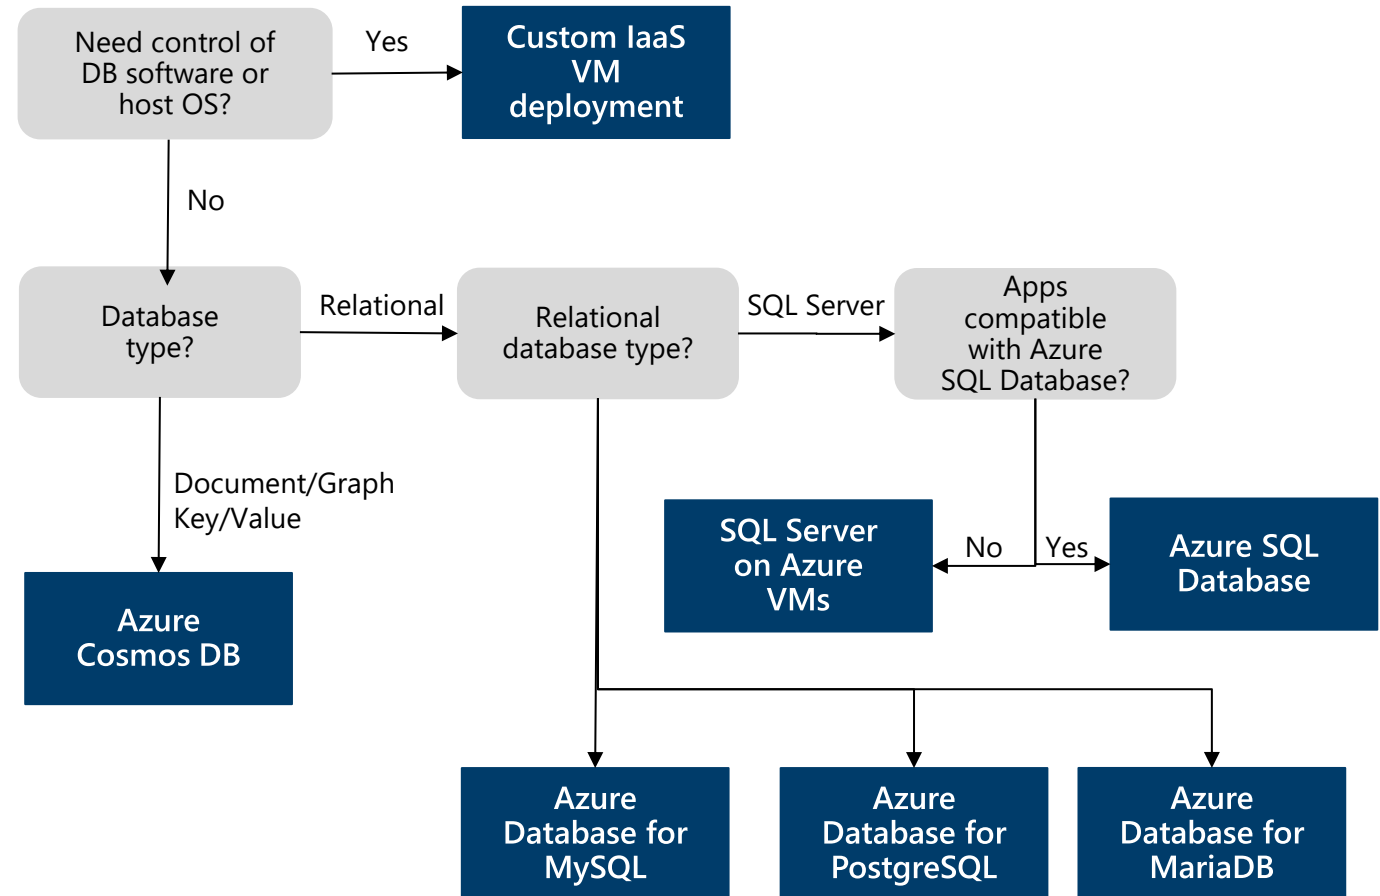 Need control of
DB software or
host OS?
Yes
Custom IaaS
VM
deployment
No
Database
type?
Relational
Relational
database type?
SQL Server
Apps
compatible
with Azure
SQL Database?
Document/Graph
Key/Value
SQL Server
on Azure
VMs
No
Yes
Azure SQL
Database
Azure
Cosmos DB
Azure
Database for
MySQL
Azure
Database for
PostgreSQL
Azure
Database for
MariaDB